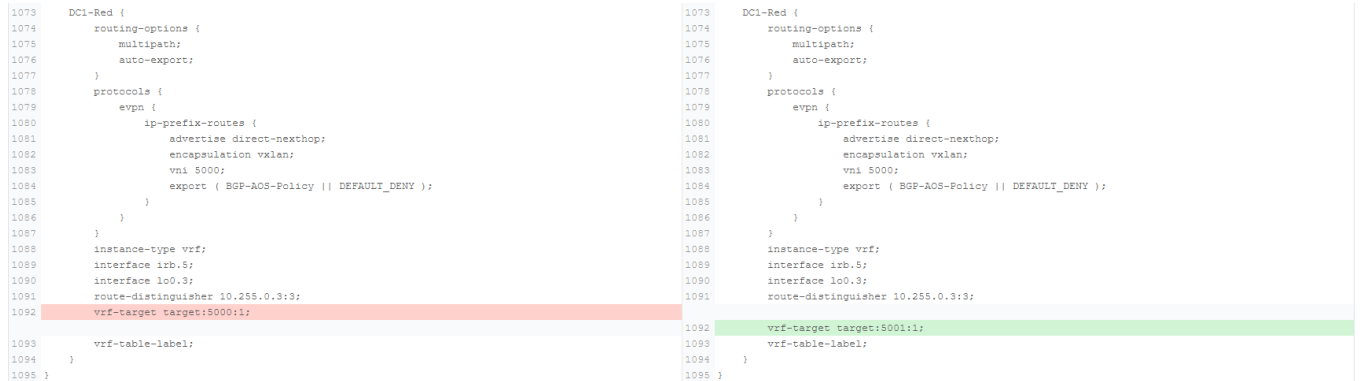 1073 DC1-Red {
1074 routing-options {
1075 multipath;
1076 auto-export;
1077 }
1078 protocols {
1079 evpn {
1080 ip-prefix-routes {
1081 advertise direct-nexthop;
1082 encapsulation vxlan;
1083 vni 5000;
1084 export ( BGP-AOS-Policy || DEFAULT_DENY );
1085 }
1086 }
1087 }
1088 instance-type vrf;
1089 interface irb.5;
1090 interface lo0.3;
1091 route-distinguisher 10.255.0.3:3;
1092 vrf-target target:5000:1;
1093 vrf-table-label;
1094 }
1095 }
1073 DC1-Red {
1074 routing-options {
1075 multipath;
1076 auto-export;
1077 }
1078 protocols {
1079 evpn {
1080 ip-prefix-routes {
1081 advertise direct-nexthop;
1082 encapsulation vxlan;
1083 vni 5000;
1084 export ( BGP-AOS-Policy || DEFAULT_DENY );
1085 }
1086 }
1087 }
1088 instance-type vrf;
1089 interface irb.5;
1090 interface lo0.3;
1091 route-distinguisher 10.255.0.3:3;
1092 vrf-target target:5001:1;
1093 vrf-table-label;
1094 }
1095 }